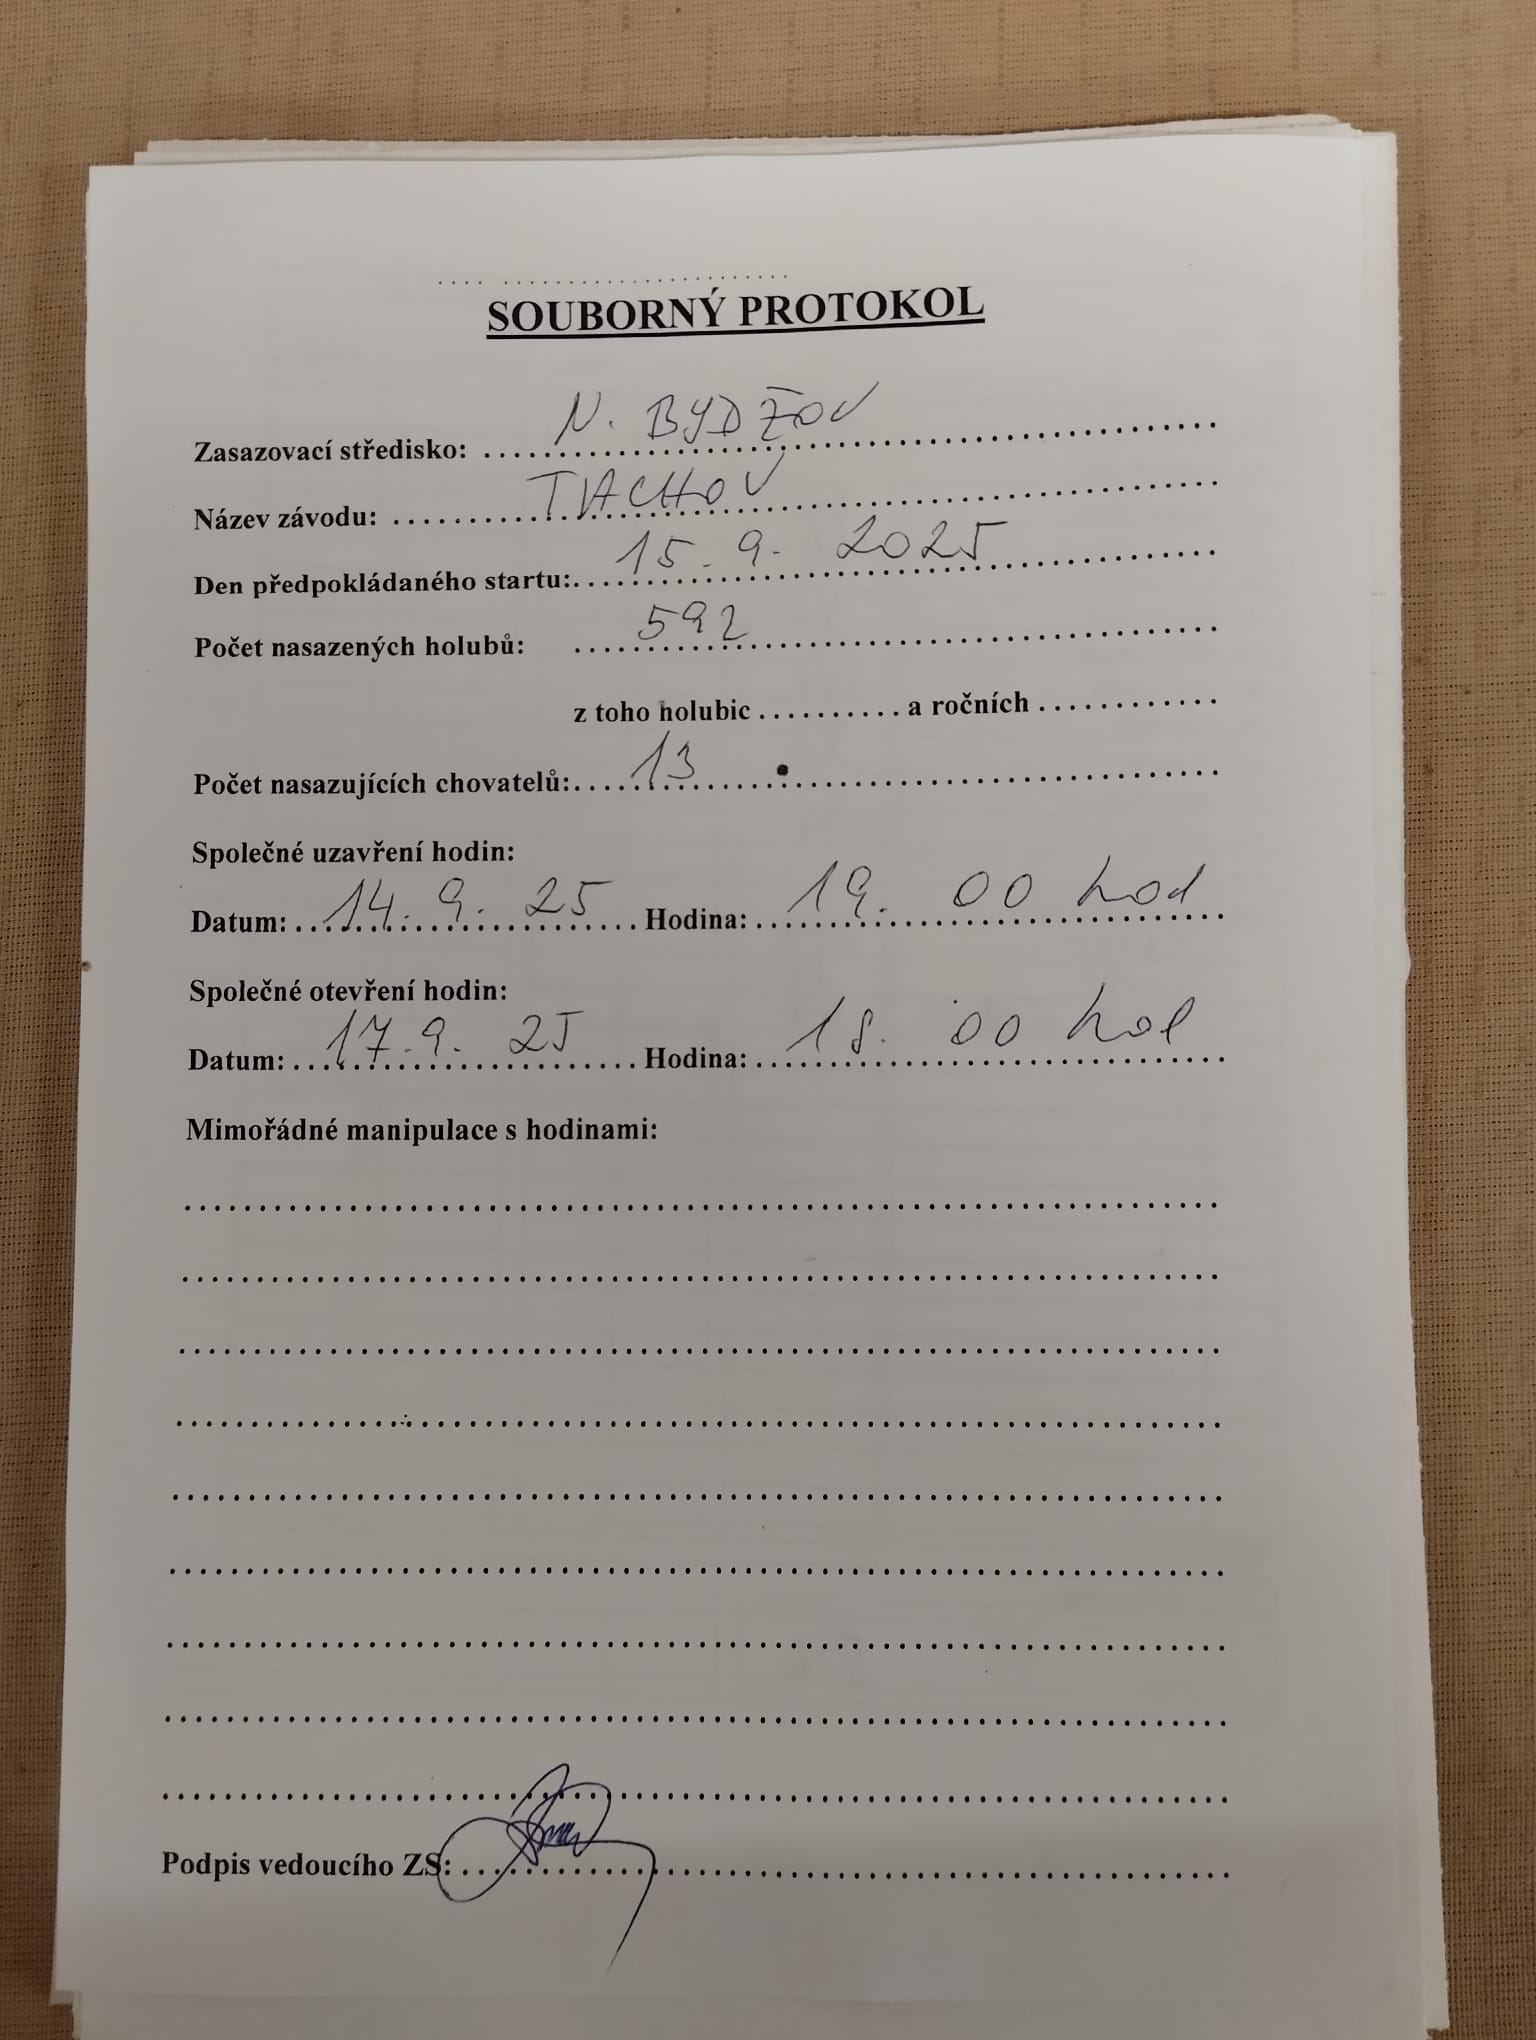 SOUBORNÝ PROTOKOL
Zasazovací středisko: N. BYDŽOV
Název závodu: TACHOV
Den předpokládaného startu: 15. 9. 2025
Počet nasazených holubů: 592
z toho holubic .......... a ročních ............
Počet nasazujících chovatelů: 13
Společné uzavření hodin:
Datum: 14. 9. 25 Hodina: 19. 00 hod
Společné otevření hodin:
Datum: 17. 9. 25 Hodina: 18. 00 hod
Mimořádné manipulace s hodinami:
Podpis vedoucího ZS: